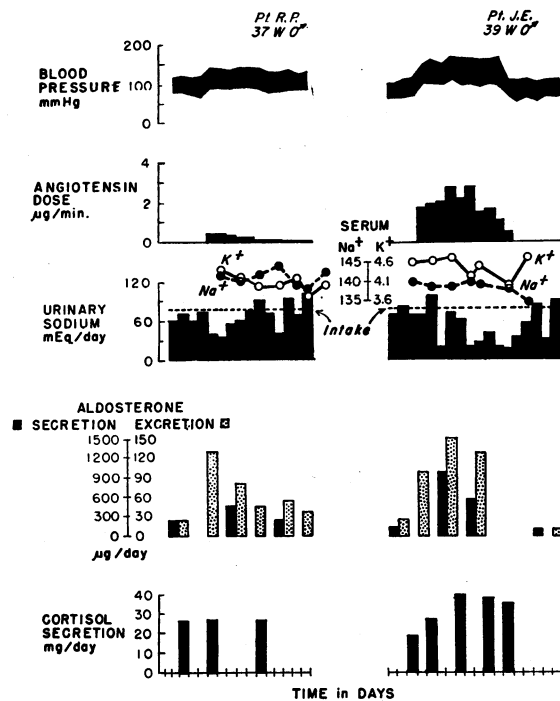 Pt R.P.
37 W ♂
Pt. J.E.
39 W ♂
200
100
0
BLOOD
PRESSURE
mmHg
4
2
0
ANGIOTENSIN
DOSE
µg/min.
SERUM
Na+ K+
145 4.6
140 4.1
135 3.6
K+
Na+
K+
Na+
120
60
0
URINARY
SODIUM
mEq/day
Intake
ALDOSTERONE
SECRETION EXCRETION
1500 150
1200 120
900 90
600 60
300 30
0 0
µg/day
40
30
20
10
0
CORTISOL
SECRETION
mg/day
TIME in DAYS